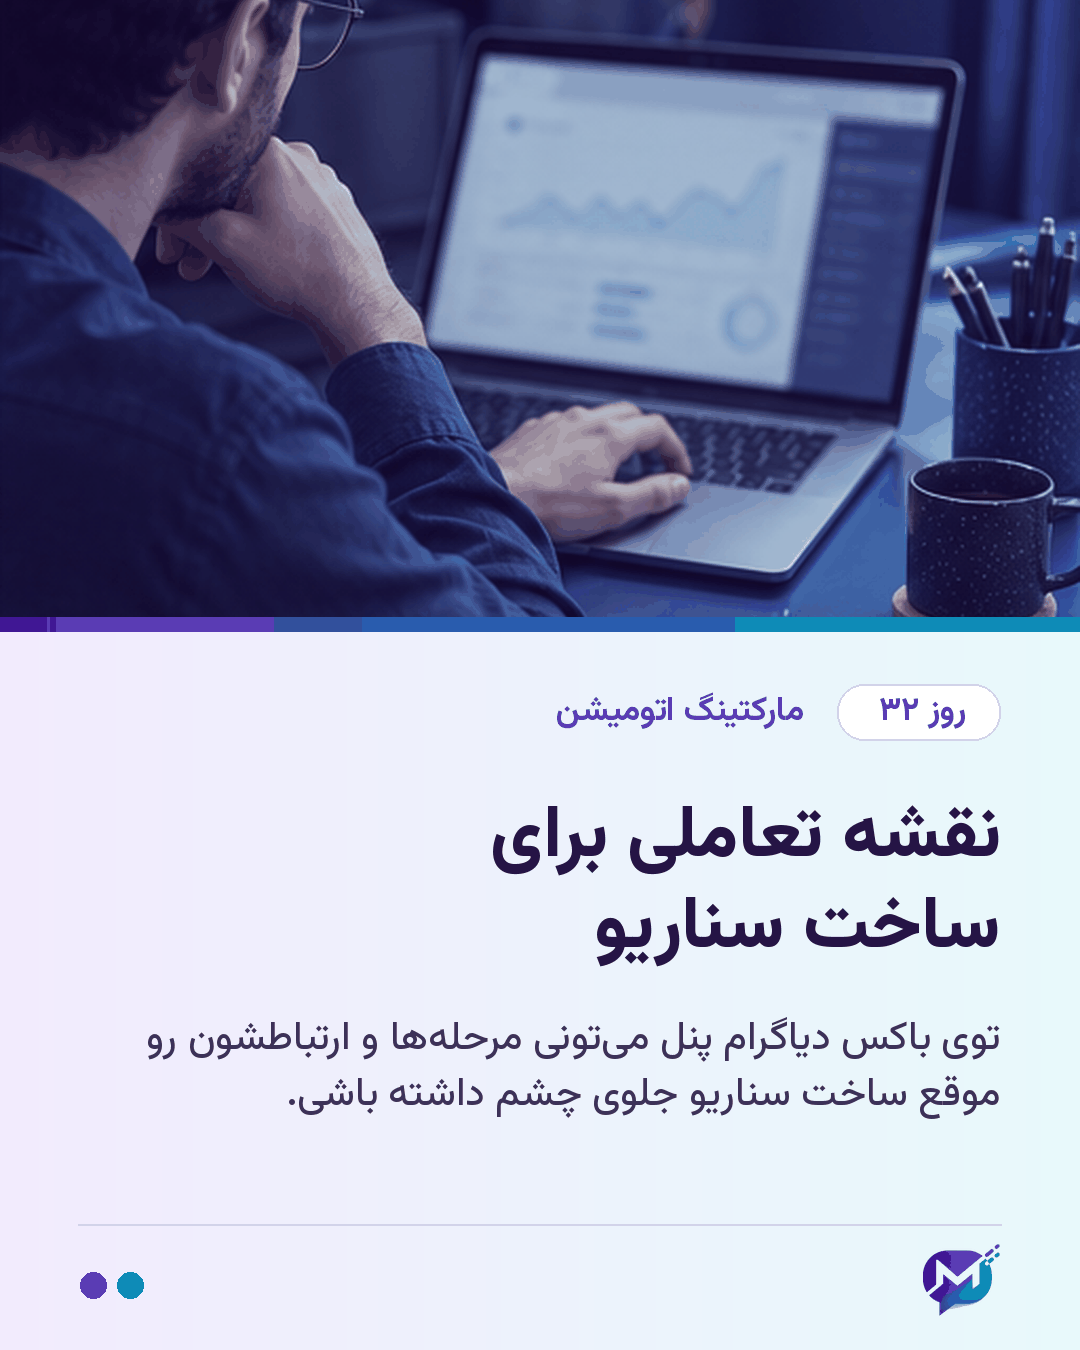 روز ۳۲
مارکتینگ اتومیشن
نقشه تعاملی برای
ساخت سناریو
توی باکس دیاگرام پنل می‌تونی مرحله‌ها و ارتباطشون رو
موقع ساخت سناریو جلوی چشم داشته باشی.